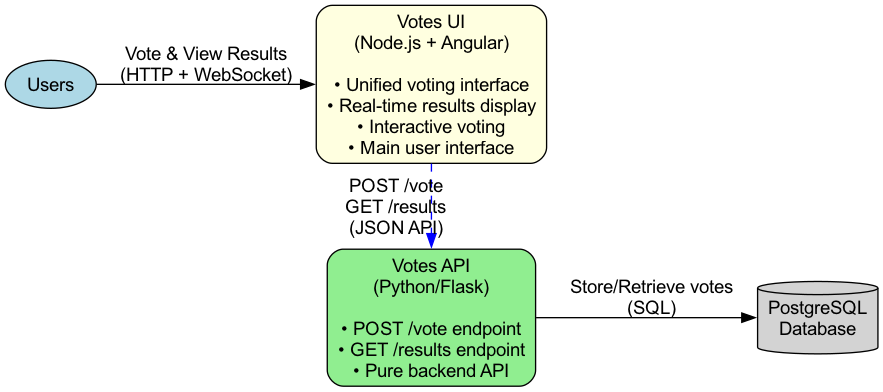 Users
Vote & View Results
(HTTP + WebSocket)
Votes UI
(Node.js + Angular)
• Unified voting interface
• Real-time results display
• Interactive voting
• Main user interface
POST /vote
GET /results
(JSON API)
Votes API
(Python/Flask)
• POST /vote endpoint
• GET /results endpoint
• Pure backend API
Store/Retrieve votes
(SQL)
PostgreSQL
Database